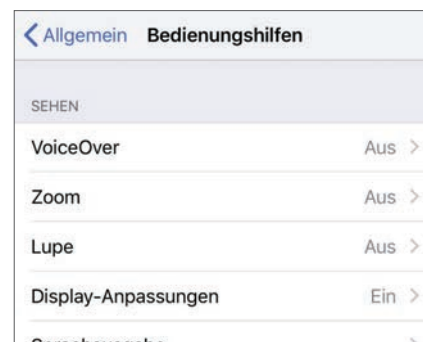 Allgemein Bedienungshilfen
SEHEN
VoiceOver Aus
Zoom Aus
Lupe Aus
Display-Anpassungen Ein